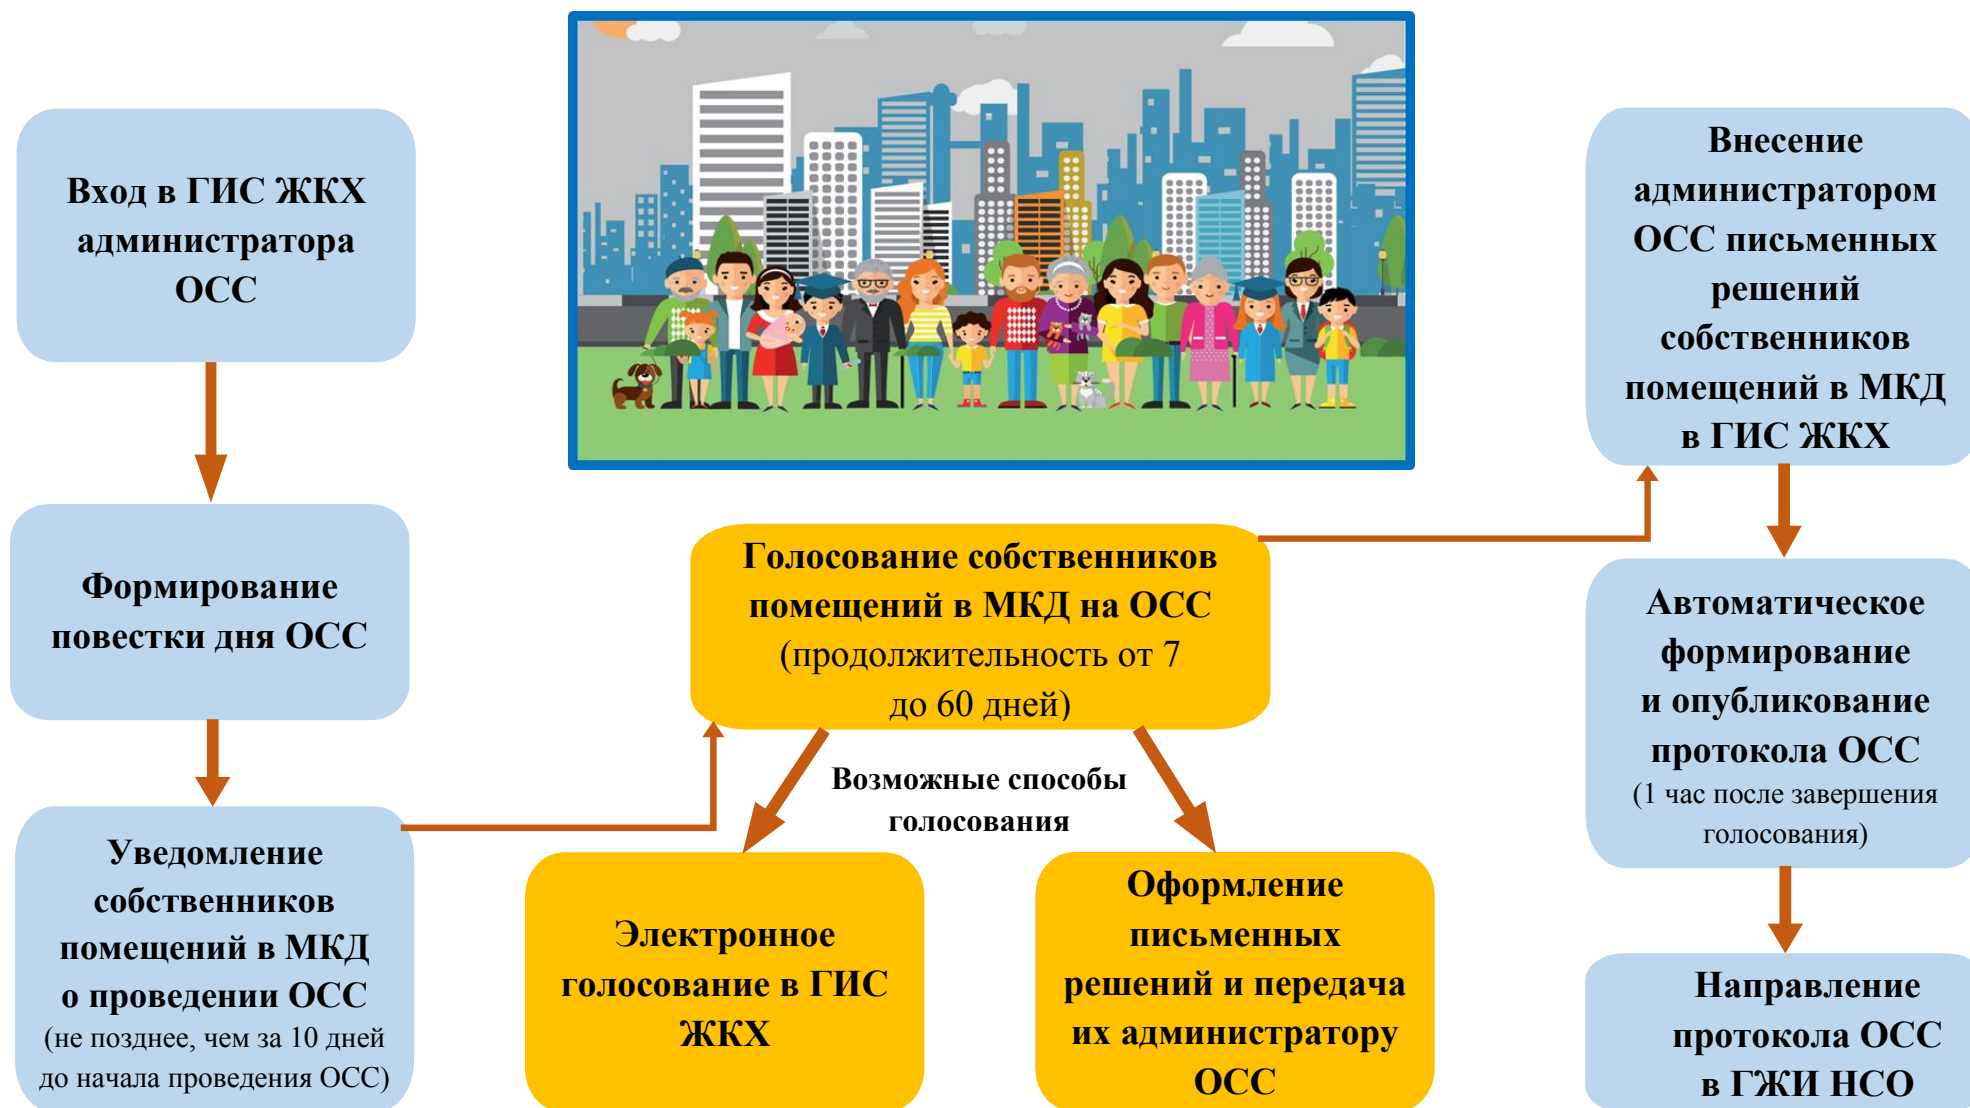 Вход в ГИС ЖКХ
администратора
ОСС
Формирование
повестки дня ОСС
Уведомление
собственников
помещений в МКД
о проведении ОСС
(не позднее, чем за 10 дней
до начала проведения ОСС)
Голосование собственников
помещений в МКД на ОСС
(продолжительность от 7
до 60 дней)
Возможные способы
голосования
Электронное
голосование в ГИС
ЖКХ
Оформление
письменных
решений и передача
их администратору
ОСС
Внесение
администратором
ОСС письменных
решений
собственников
помещений в МКД
в ГИС ЖКХ
Автоматическое
формирование
и опубликование
протокола ОСС
(1 час после завершения
голосования)
Направление
протокола ОСС
в ГЖИ НСО